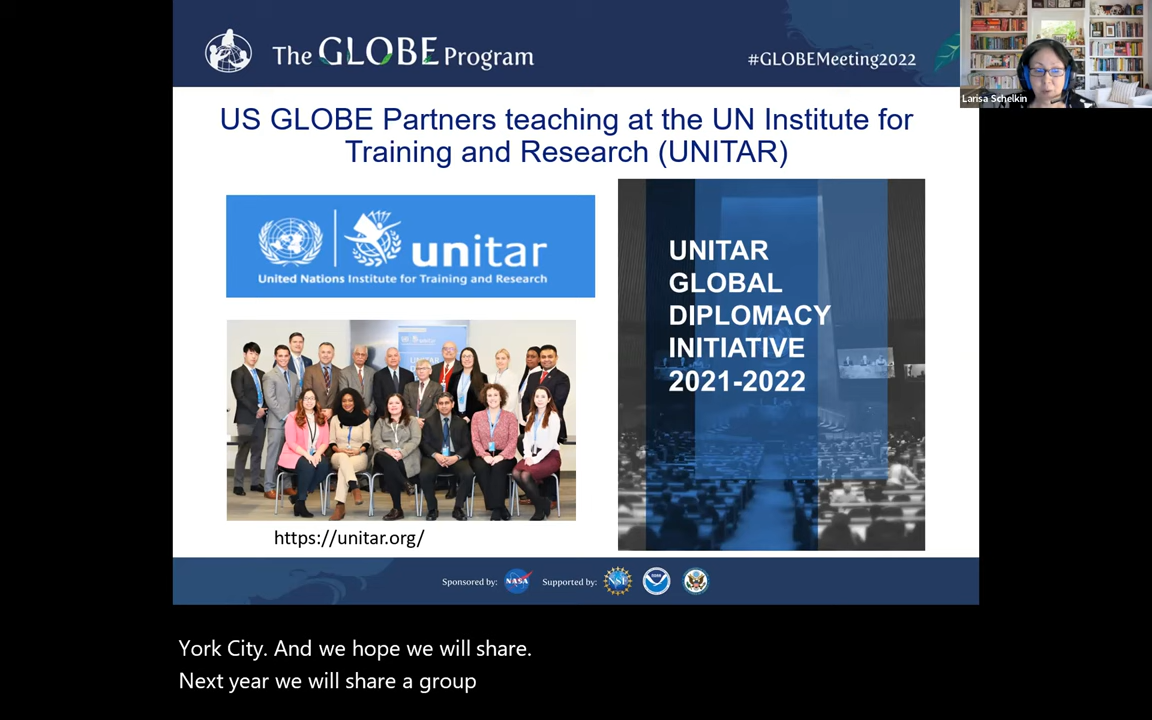 The GLOBE Program
#GLOBEMeeting2022
Larisa Schelkin
US GLOBE Partners teaching at the UN Institute for
Training and Research (UNITAR)
unitar
United Nations Institute for Training and Research
UNITAR
GLOBAL
DIPLOMACY
INITIATIVE
2021-2022
UNITAR
https://unitar.org/
Sponsored by: NASA Supported by: NSF
York City. And we hope we will share.
Next year we will share a group